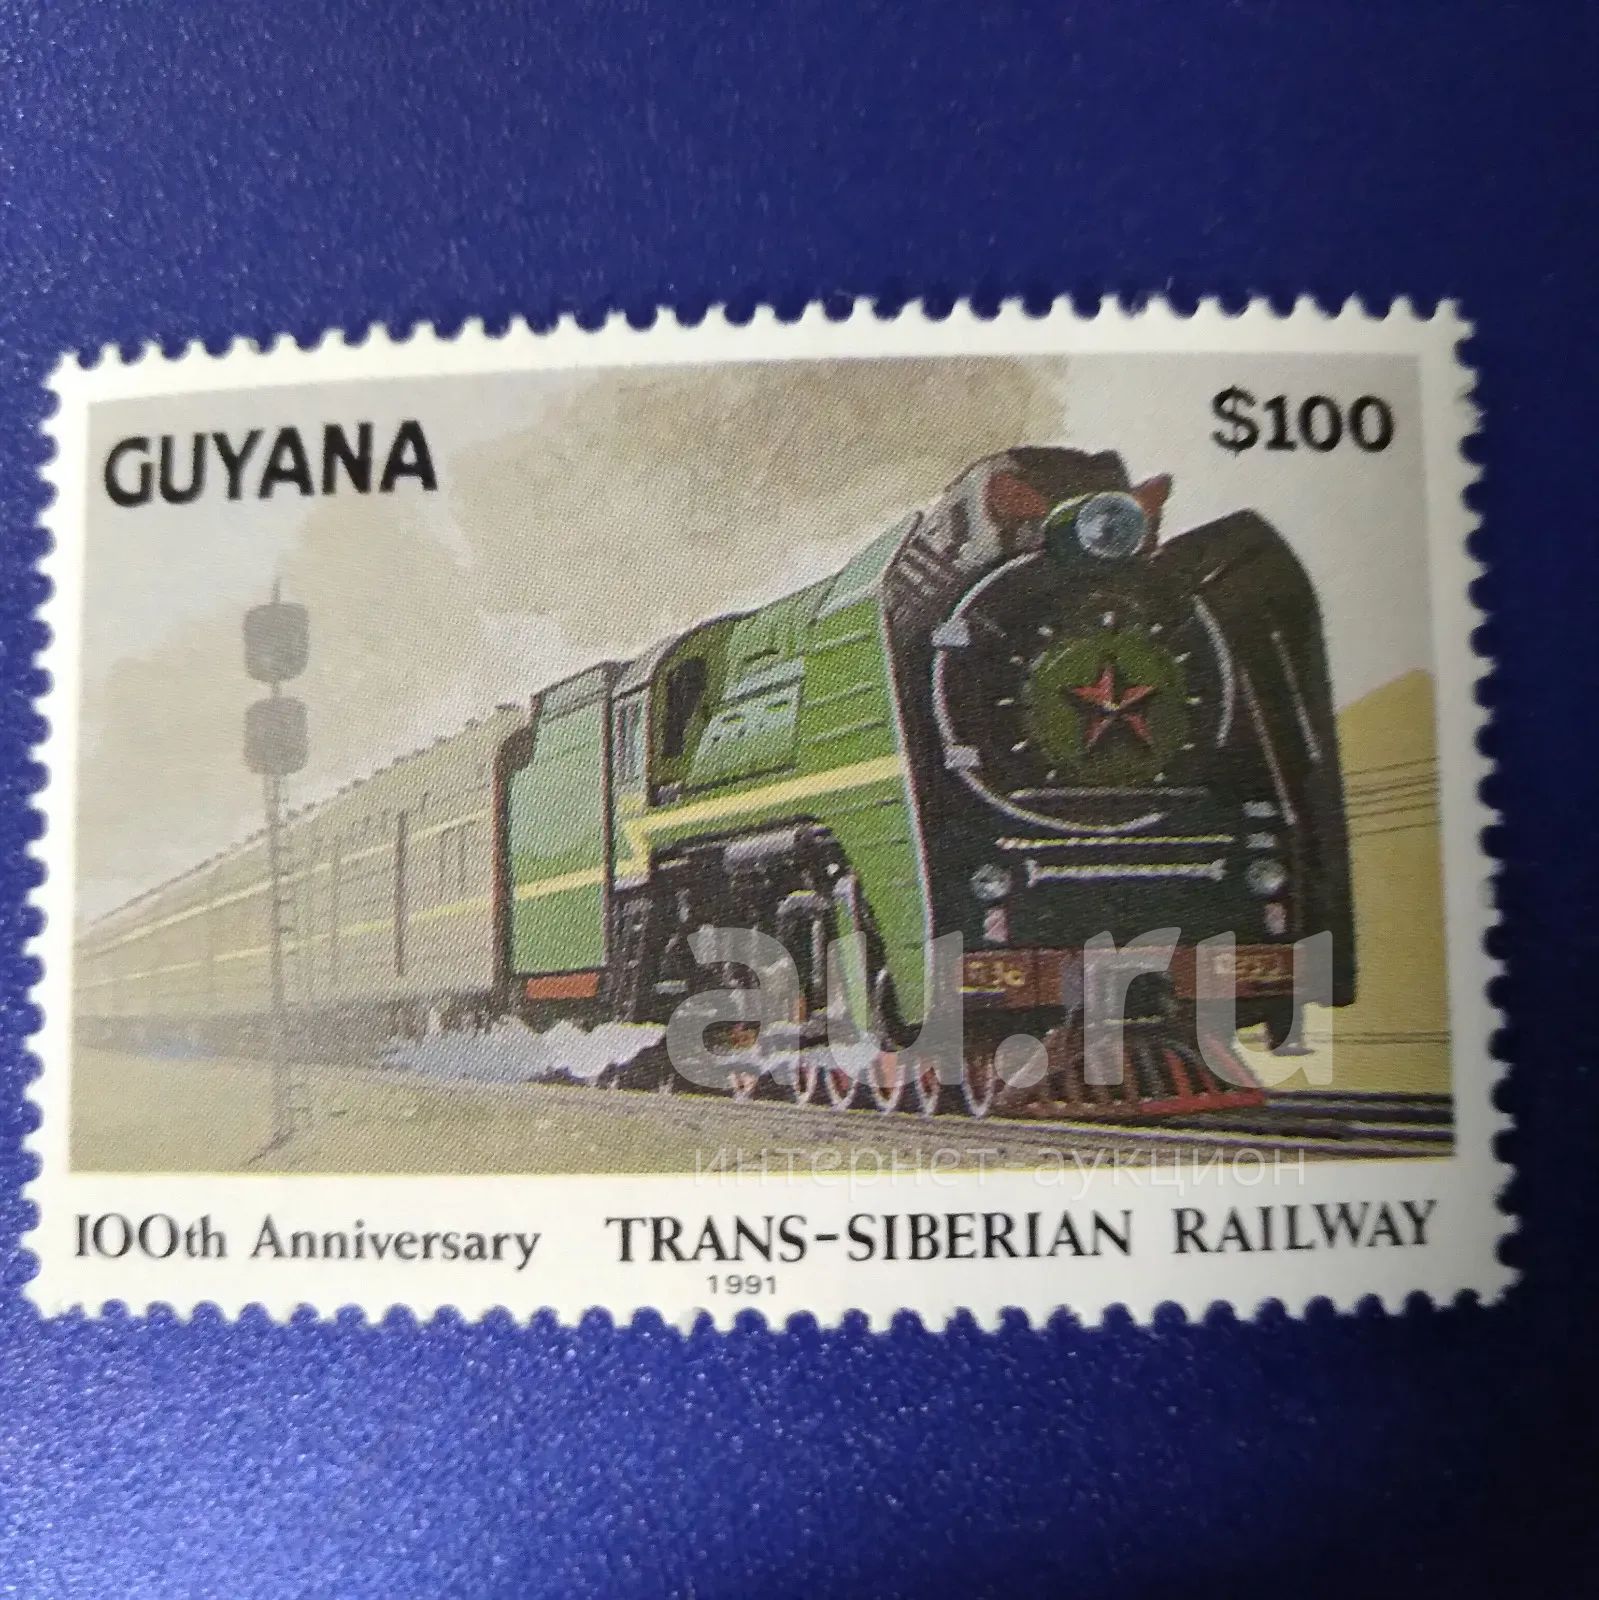 GUYANA
$100
au.ru
интернет-аукцион
100th Anniversary TRANS-SIBERIAN RAILWAY
1991